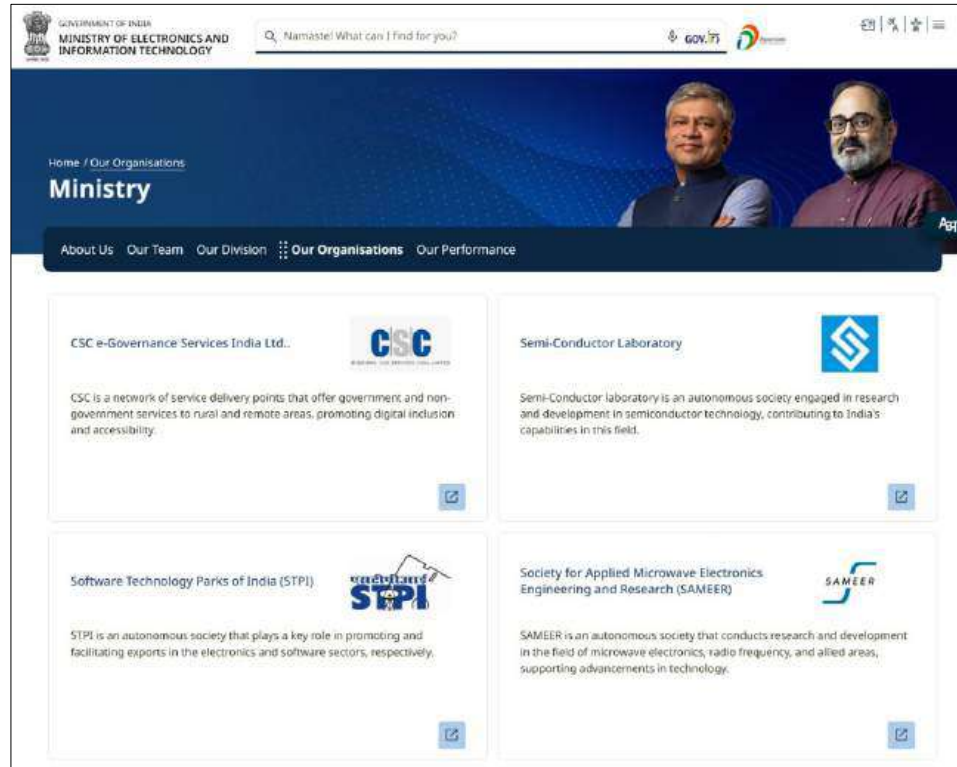 GOVERNMENT OF INDIA
MINISTRY OF ELECTRONICS AND
INFORMATION TECHNOLOGY
Namaste! What can I find for you?
GOV.IN
Home / Our Organisations
Ministry
About Us Our Team Our Division Our Organisations Our Performance
CSC e-Governance Services India Ltd..
CSC
CSC is a network of service delivery points that offer government and non-
government services to rural and remote areas, promoting digital inclusion
and accessibility.
Semi-Conductor Laboratory
Semi-Conductor laboratory is an autonomous society engaged in research
and development in semiconductor technology, contributing to India's
capabilities in this field.
Software Technology Parks of India (STPI)
एसटीपीआई
STPI
STPI is an autonomous society that plays a key role in promoting and
facilitating exports in the electronics and software sectors, respectively.
Society for Applied Microwave Electronics
Engineering and Research (SAMEER)
SAMEER
SAMEER is an autonomous society that conducts research and development
in the field of microwave electronics, radio frequency, and allied areas,
supporting advancements in technology.